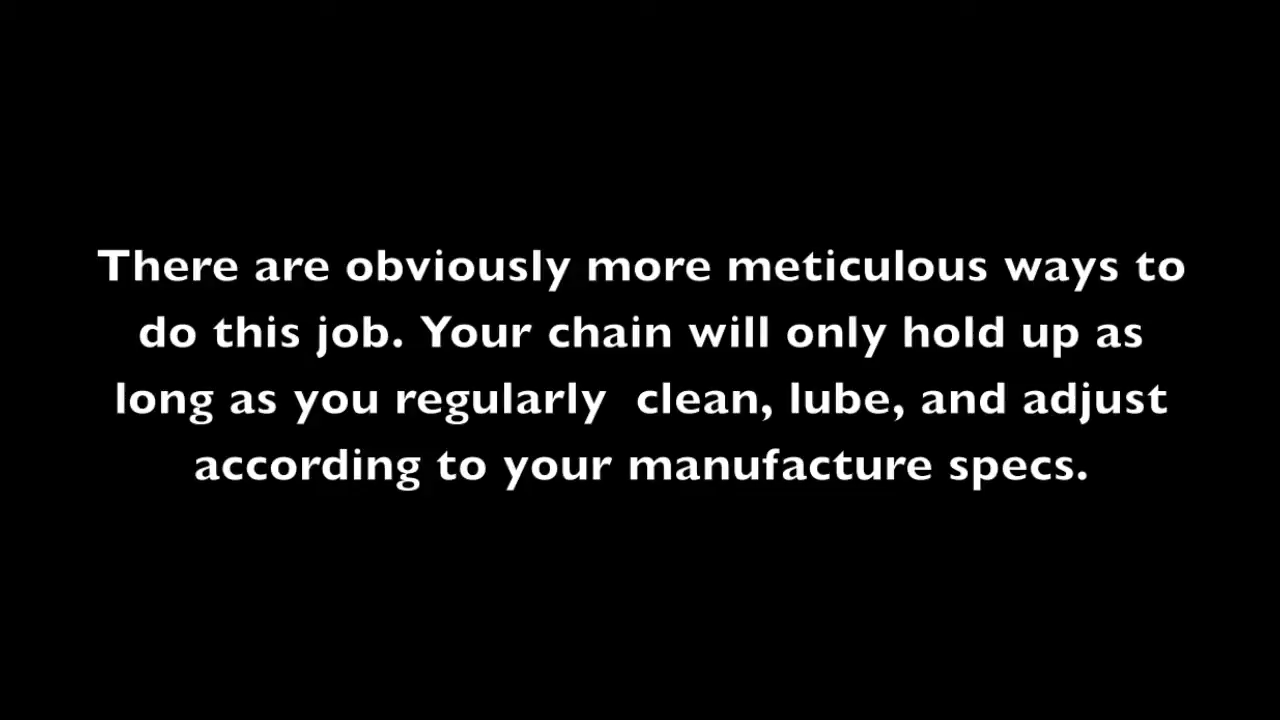 There are obviously more meticulous ways to
do this job. Your chain will only hold up as
long as you regularly  clean, lube, and adjust
according to your manufacture specs.